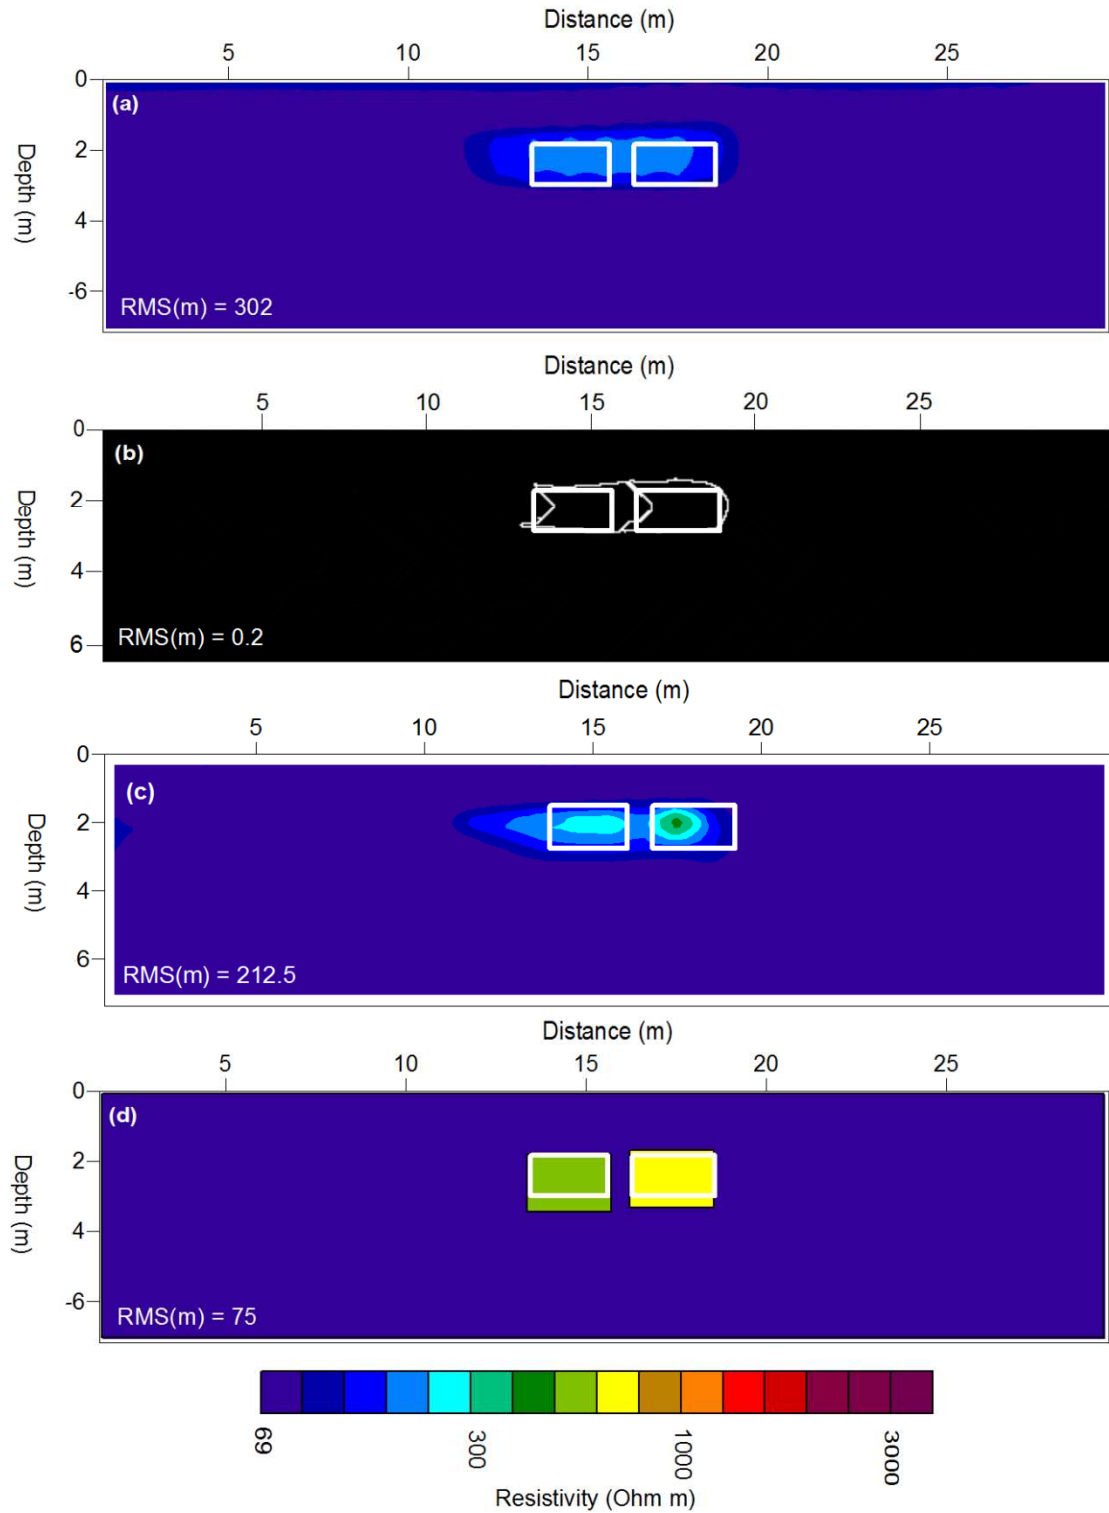 Distance (m)
5 10 15 20 25
(a)
0
2
4
-6
Depth (m)
RMS(m) = 302
Distance (m)
5 10 15 20 25
(b)
0
2
4
6
Depth (m)
RMS(m) = 0.2
Distance (m)
5 10 15 20 25
(c)
0
2
4
6
Depth (m)
RMS(m) = 212.5
Distance (m)
5 10 15 20 25
(d)
0
2
4
-6
Depth (m)
RMS(m) = 75
69 300 1000 3000
Resistivity (Ohm m)